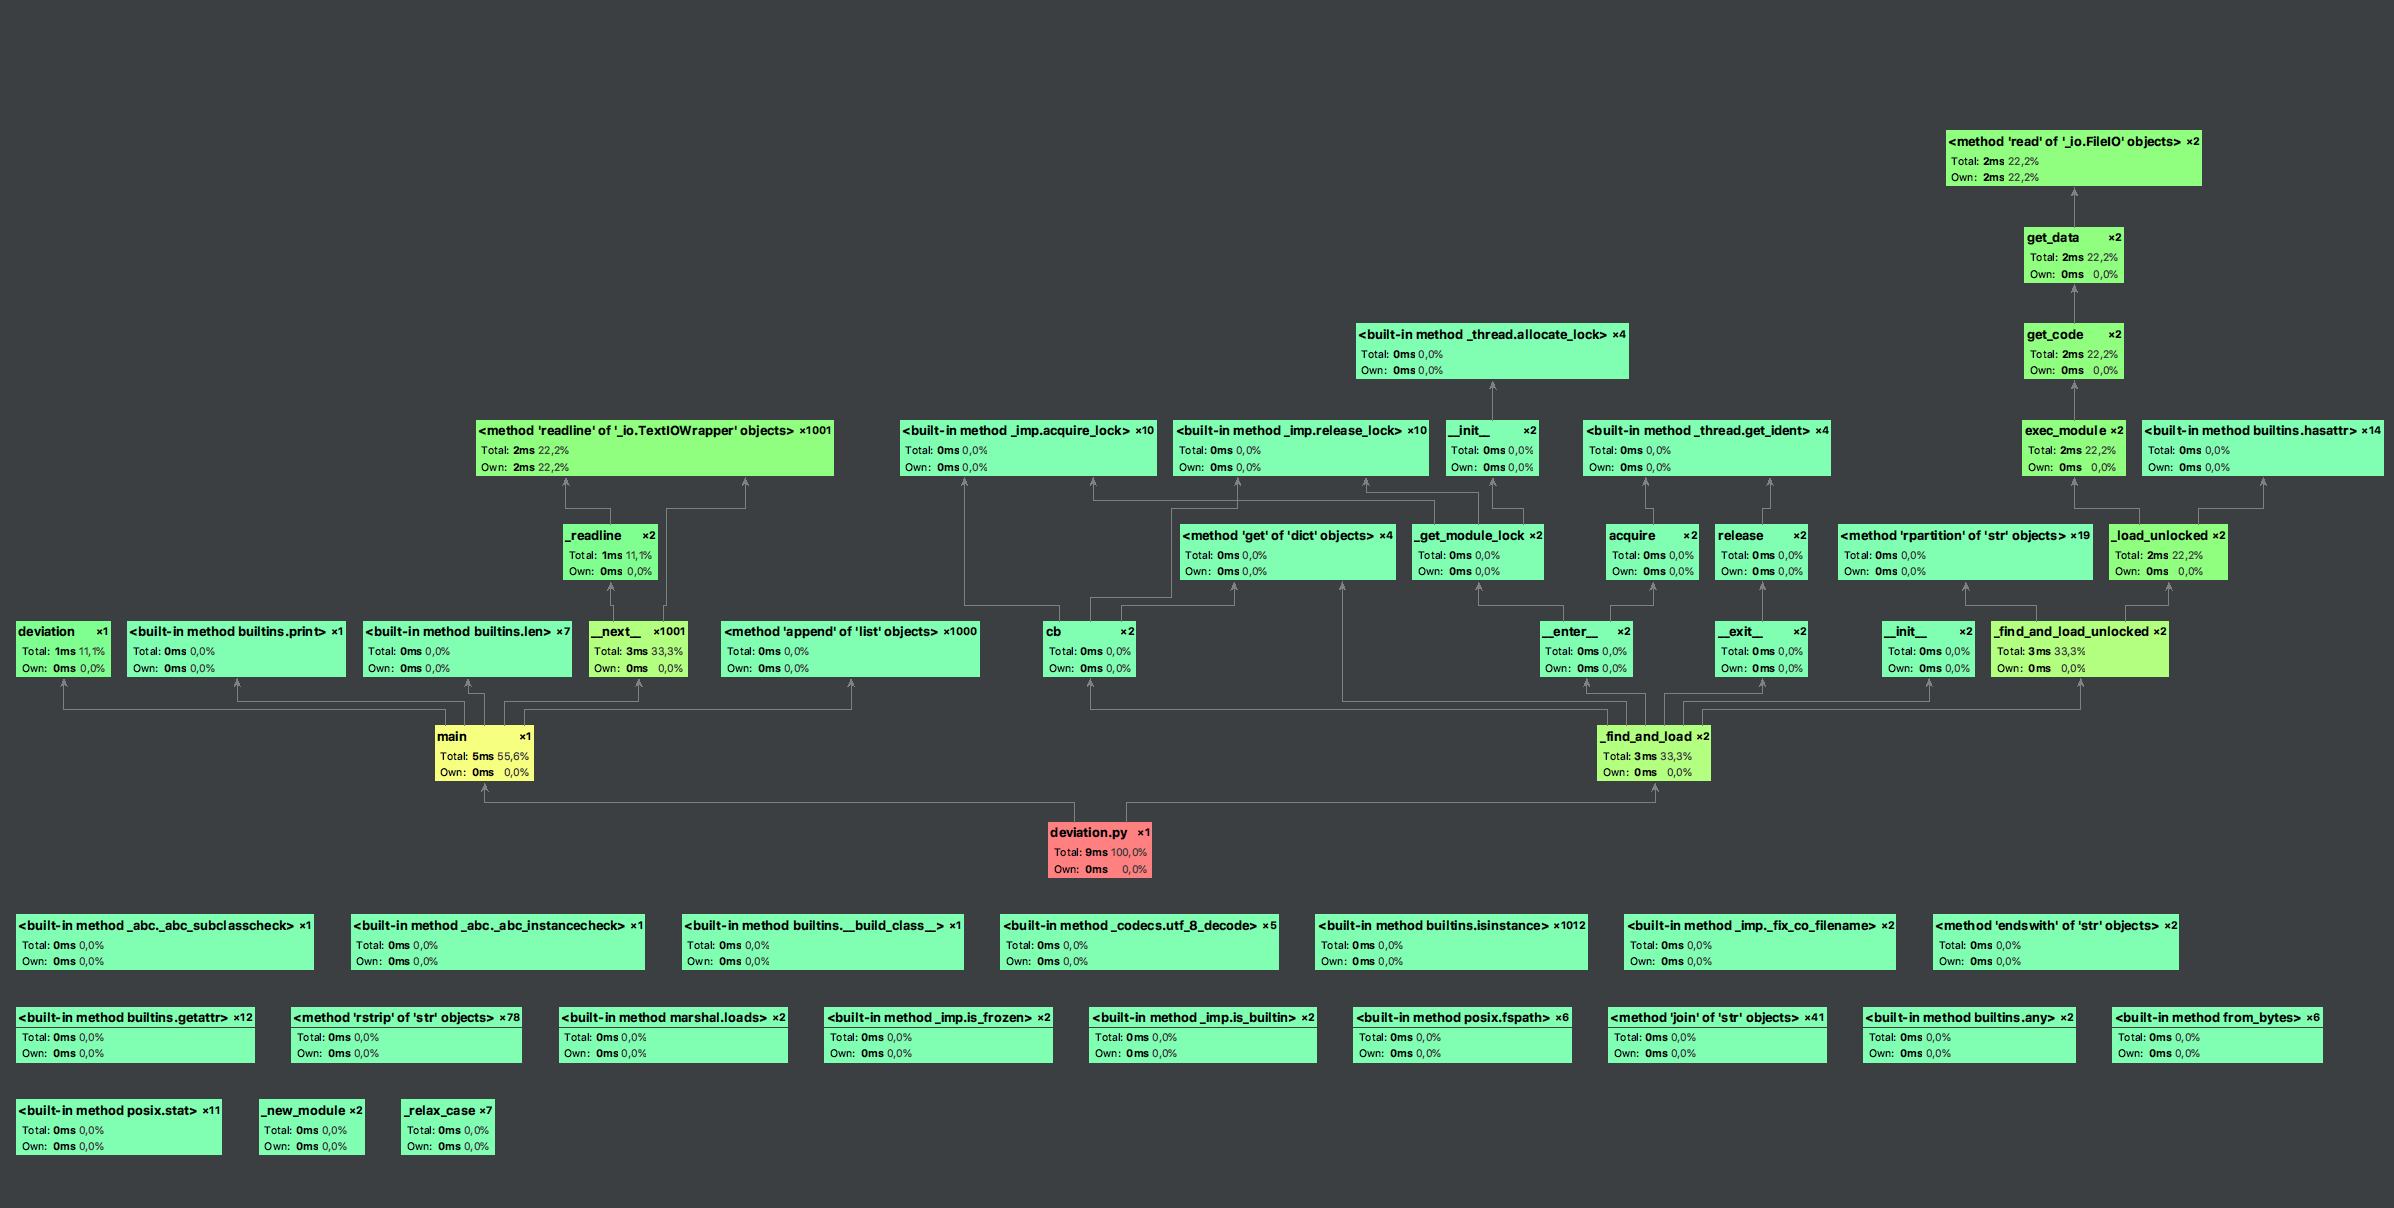 <method 'read' of '_io.FileIO' objects> ×2
Total: 2ms 22,2%
Own: 2ms 22,2%
get_data ×2
Total: 2ms 22,2%
Own: 0ms 0,0%
<built-in method _thread.allocate_lock> ×4
Total: 0ms 0,0%
Own: 0ms 0,0%
get_code ×2
Total: 2ms 22,2%
Own: 0ms 0,0%
<method 'readline' of '_io.TextIOWrapper' objects> ×1001
Total: 2ms 22,2%
Own: 2ms 22,2%
<built-in method _imp.acquire_lock> ×10
Total: 0ms 0,0%
Own: 0ms 0,0%
<built-in method _imp.release_lock> ×10
Total: 0ms 0,0%
Own: 0ms 0,0%
__init__ ×2
Total: 0ms 0,0%
Own: 0ms 0,0%
<built-in method _thread.get_ident> ×4
Total: 0ms 0,0%
Own: 0ms 0,0%
exec_module ×2
Total: 2ms 22,2%
Own: 0ms 0,0%
<built-in method builtins.hasattr> ×14
Total: 0ms 0,0%
Own: 0ms 0,0%
_readline ×2
Total: 1ms 11,1%
Own: 0ms 0,0%
<method 'get' of 'dict' objects> ×4
Total: 0ms 0,0%
Own: 0ms 0,0%
_get_module_lock ×2
Total: 0ms 0,0%
Own: 0ms 0,0%
acquire ×2
Total: 0ms 0,0%
Own: 0ms 0,0%
release ×2
Total: 0ms 0,0%
Own: 0ms 0,0%
<method 'rpartition' of 'str' objects> ×19
Total: 0ms 0,0%
Own: 0ms 0,0%
_load_unlocked ×2
Total: 2ms 22,2%
Own: 0ms 0,0%
deviation ×1
Total: 1ms 11,1%
Own: 0ms 0,0%
<built-in method builtins.print> ×1
Total: 0ms 0,0%
Own: 0ms 0,0%
<built-in method builtins.len> ×7
Total: 0ms 0,0%
Own: 0ms 0,0%
__next__ ×1001
Total: 3ms 33,3%
Own: 0ms 0,0%
<method 'append' of 'list' objects> ×1000
Total: 0ms 0,0%
Own: 0ms 0,0%
cb ×2
Total: 0ms 0,0%
Own: 0ms 0,0%
__enter__ ×2
Total: 0ms 0,0%
Own: 0ms 0,0%
__exit__ ×2
Total: 0ms 0,0%
Own: 0ms 0,0%
__init__ ×2
Total: 0ms 0,0%
Own: 0ms 0,0%
_find_and_load_unlocked ×2
Total: 3ms 33,3%
Own: 0ms 0,0%
main ×1
Total: 5ms 55,6%
Own: 0ms 0,0%
_find_and_load ×2
Total: 3ms 33,3%
Own: 0ms 0,0%
deviation.py ×1
Total: 9ms 100,0%
Own: 0ms 0,0%
<built-in method _abc._abc_subclasscheck> ×1
Total: 0ms 0,0%
Own: 0ms 0,0%
<built-in method _abc._abc_instancecheck> ×1
Total: 0ms 0,0%
Own: 0ms 0,0%
<built-in method builtins.__build_class__> ×1
Total: 0ms 0,0%
Own: 0ms 0,0%
<built-in method _codecs.utf_8_decode> ×5
Total: 0ms 0,0%
Own: 0ms 0,0%
<built-in method builtins.isinstance> ×1012
Total: 0ms 0,0%
Own: 0ms 0,0%
<built-in method _imp._fix_co_filename> ×2
Total: 0ms 0,0%
Own: 0ms 0,0%
<method 'endswith' of 'str' objects> ×2
Total: 0ms 0,0%
Own: 0ms 0,0%
<built-in method builtins.getattr> ×12
Total: 0ms 0,0%
Own: 0ms 0,0%
<method 'rstrip' of 'str' objects> ×78
Total: 0ms 0,0%
Own: 0ms 0,0%
<built-in method marshal.loads> ×2
Total: 0ms 0,0%
Own: 0ms 0,0%
<built-in method _imp.is_frozen> ×2
Total: 0ms 0,0%
Own: 0ms 0,0%
<built-in method _imp.is_builtin> ×2
Total: 0ms 0,0%
Own: 0ms 0,0%
<built-in method posix.fspath> ×6
Total: 0ms 0,0%
Own: 0ms 0,0%
<method 'join' of 'str' objects> ×41
Total: 0ms 0,0%
Own: 0ms 0,0%
<built-in method builtins.any> ×2
Total: 0ms 0,0%
Own: 0ms 0,0%
<built-in method from_bytes> ×6
Total: 0ms 0,0%
Own: 0ms 0,0%
<built-in method posix.stat> ×11
Total: 0ms 0,0%
Own: 0ms 0,0%
_new_module ×2
Total: 0ms 0,0%
Own: 0ms 0,0%
_relax_case ×7
Total: 0ms 0,0%
Own: 0ms 0,0%